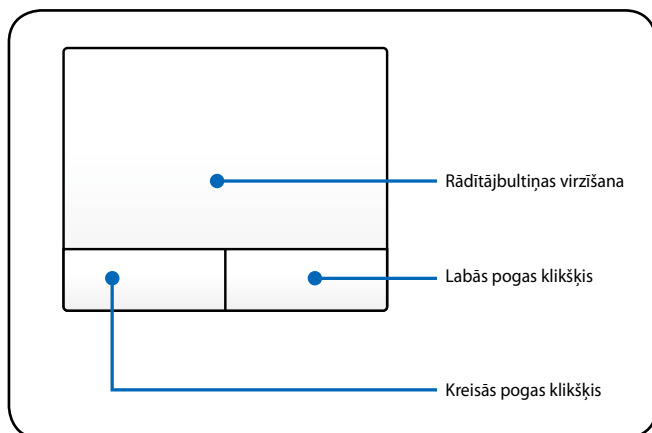 Rādītājbultiņas virzīšana
Labās pogas klikšķis
Kreisās pogas klikšķis